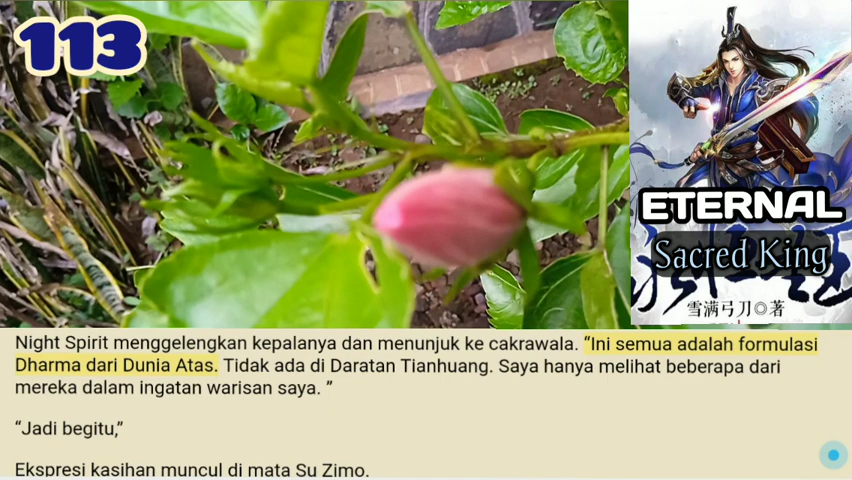 113
ETERNAL
Sacred King
雪满弓刀◎著
Night Spirit menggelengkan kepalanya dan menunjuk ke cakrawala. “Ini semua adalah formulasi
Dharma dari Dunia Atas. Tidak ada di Daratan Tianhuang. Saya hanya melihat beberapa dari
mereka dalam ingatan warisan saya. ”
“Jadi begitu,”
Ekspresi kasihan muncul di mata Su Zimo.